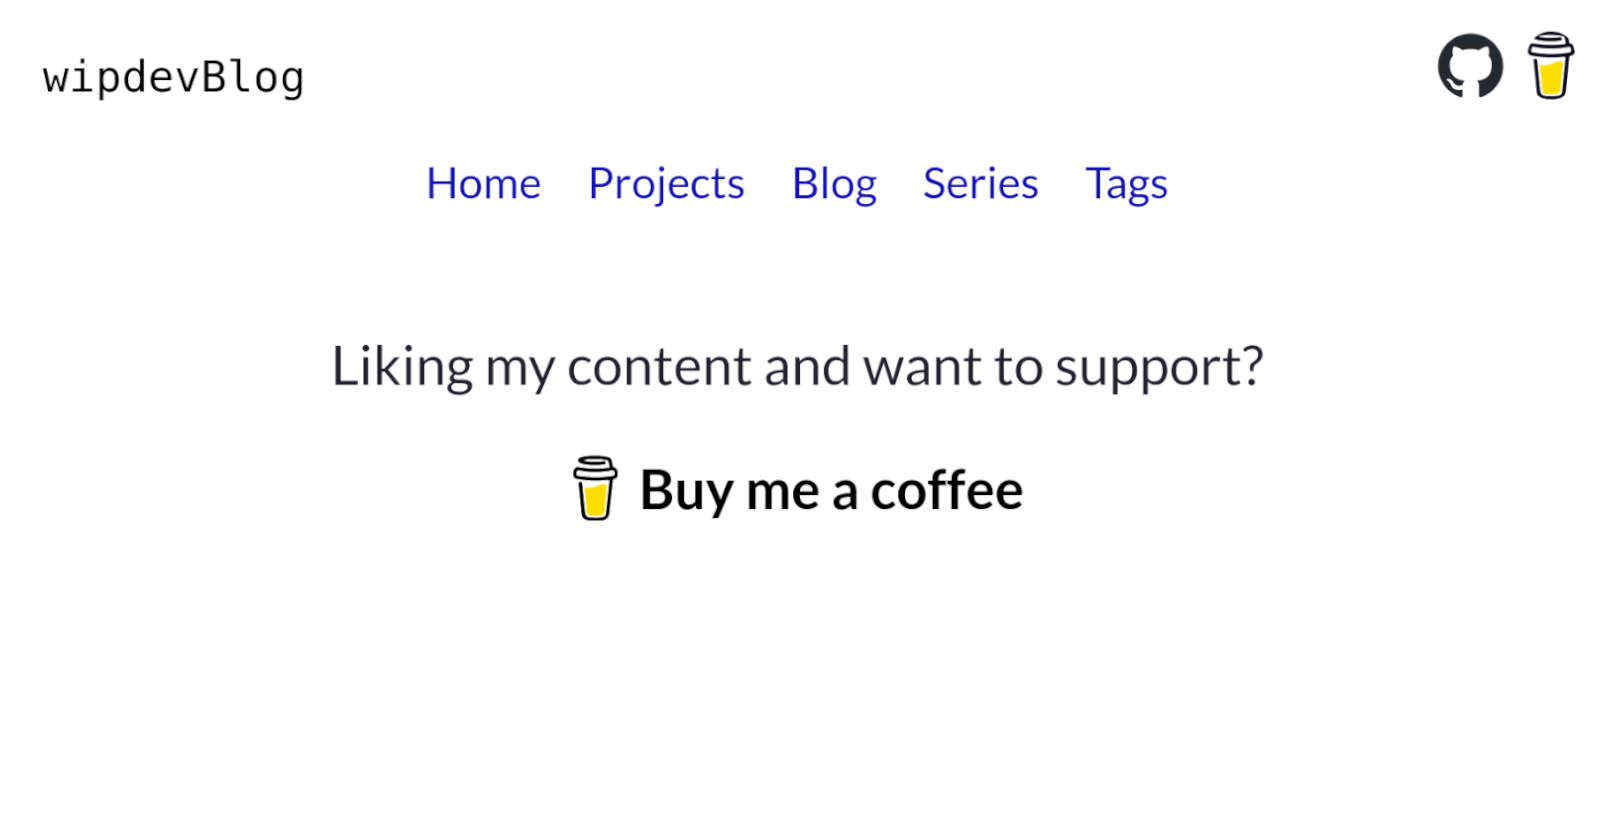 wipdevBlog
Home Projects Blog Series Tags
Liking my content and want to support?
Buy me a coffee